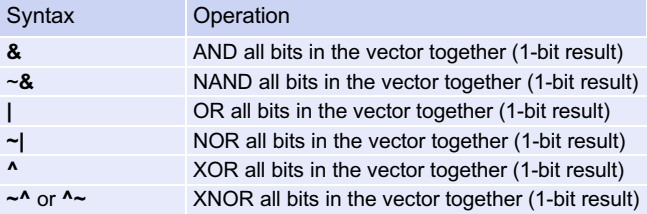 Syntax Operation
& AND all bits in the vector together (1-bit result)
~& NAND all bits in the vector together (1-bit result)
| OR all bits in the vector together (1-bit result)
~| NOR all bits in the vector together (1-bit result)
^ XOR all bits in the vector together (1-bit result)
~^ or ^~ XNOR all bits in the vector together (1-bit result)